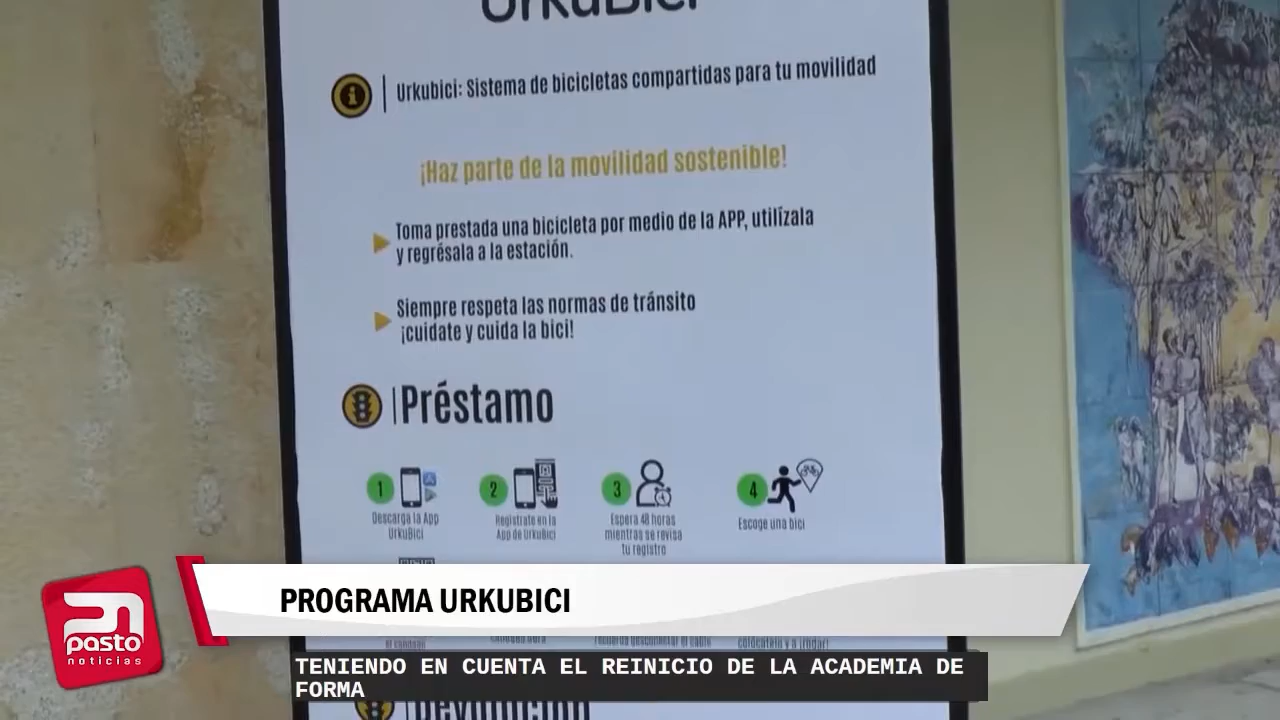 UrkuBici
Urkubici: Sistema de bicicletas compartidas para tu movilidad
¡Haz parte de la movilidad sostenible!
Toma prestada una bicicleta por medio de la APP, utilízala
y regrésala a la estación.
Siempre respeta las normas de tránsito
¡cuidate y cuida la bici!
Préstamo
1
2
3
4
Descarga la App
UrkuBici
Regístrate en la
App de UrkuBici
Espera 48 horas
mientras se revisa
tu registro
Escoge una bici
PROGRAMA URKUBICI
pasto
noticias
TENIENDO EN CUENTA EL REINICIO DE LA ACADEMIA DE
FORMA
Devolución